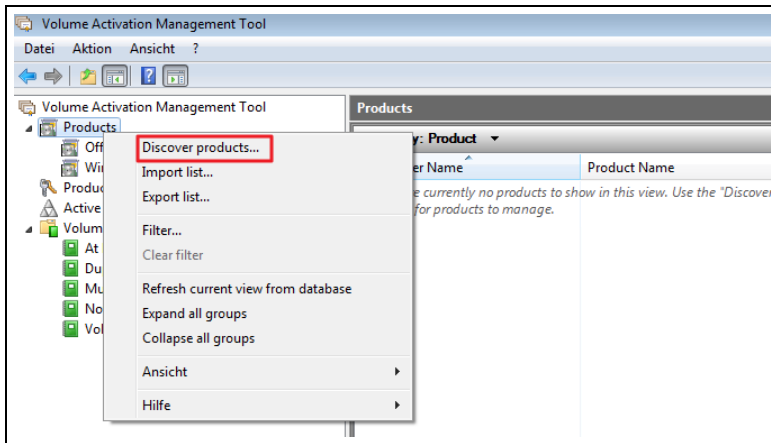 Volume Activation Management Tool
Datei Aktion Ansicht ?
Volume Activation Management Tool
Products
Products
Off
Wi
Produc
Active
Volum
At
Du
Mu
No
Vol
Discover products...
Import list...
Export list...
Filter...
Clear filter
Refresh current view from database
Expand all groups
Collapse all groups
Ansicht
Hilfe
y: Product
er Name Product Name
e currently no products to show in this view. Use the "Discover
for products to manage.